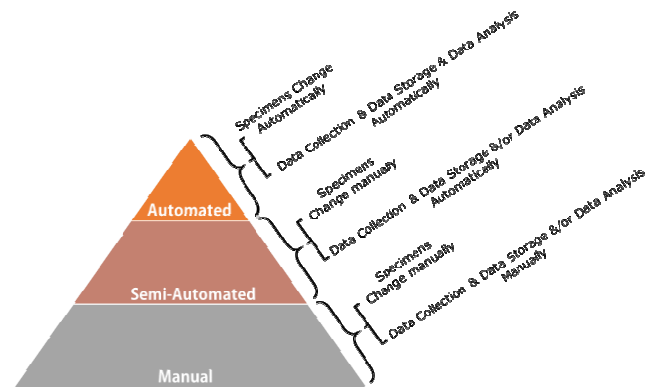 Specimens Change
Automatically
Data Collection & Data Storage & Data Analysis
Automatically
Automated
Specimens
Change manually
Data Collection & Data Storage &/or Data Analysis
Automatically
Semi-Automated
Specimens
Change manually
Data Collection & Data Storage &/or Data Analysis
Manually
Manual